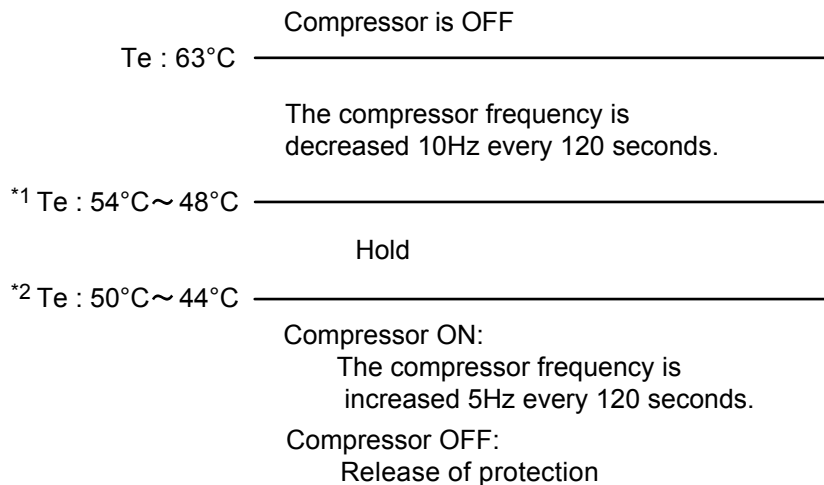 Compressor is OFF
Te : 63°C
The compressor frequency is
decreased 10Hz every 120 seconds.
*1 Te : 54°C～48°C
Hold
*2 Te : 50°C～44°C
Compressor ON:
The compressor frequency is
increased 5Hz every 120 seconds.
Compressor OFF:
Release of protection